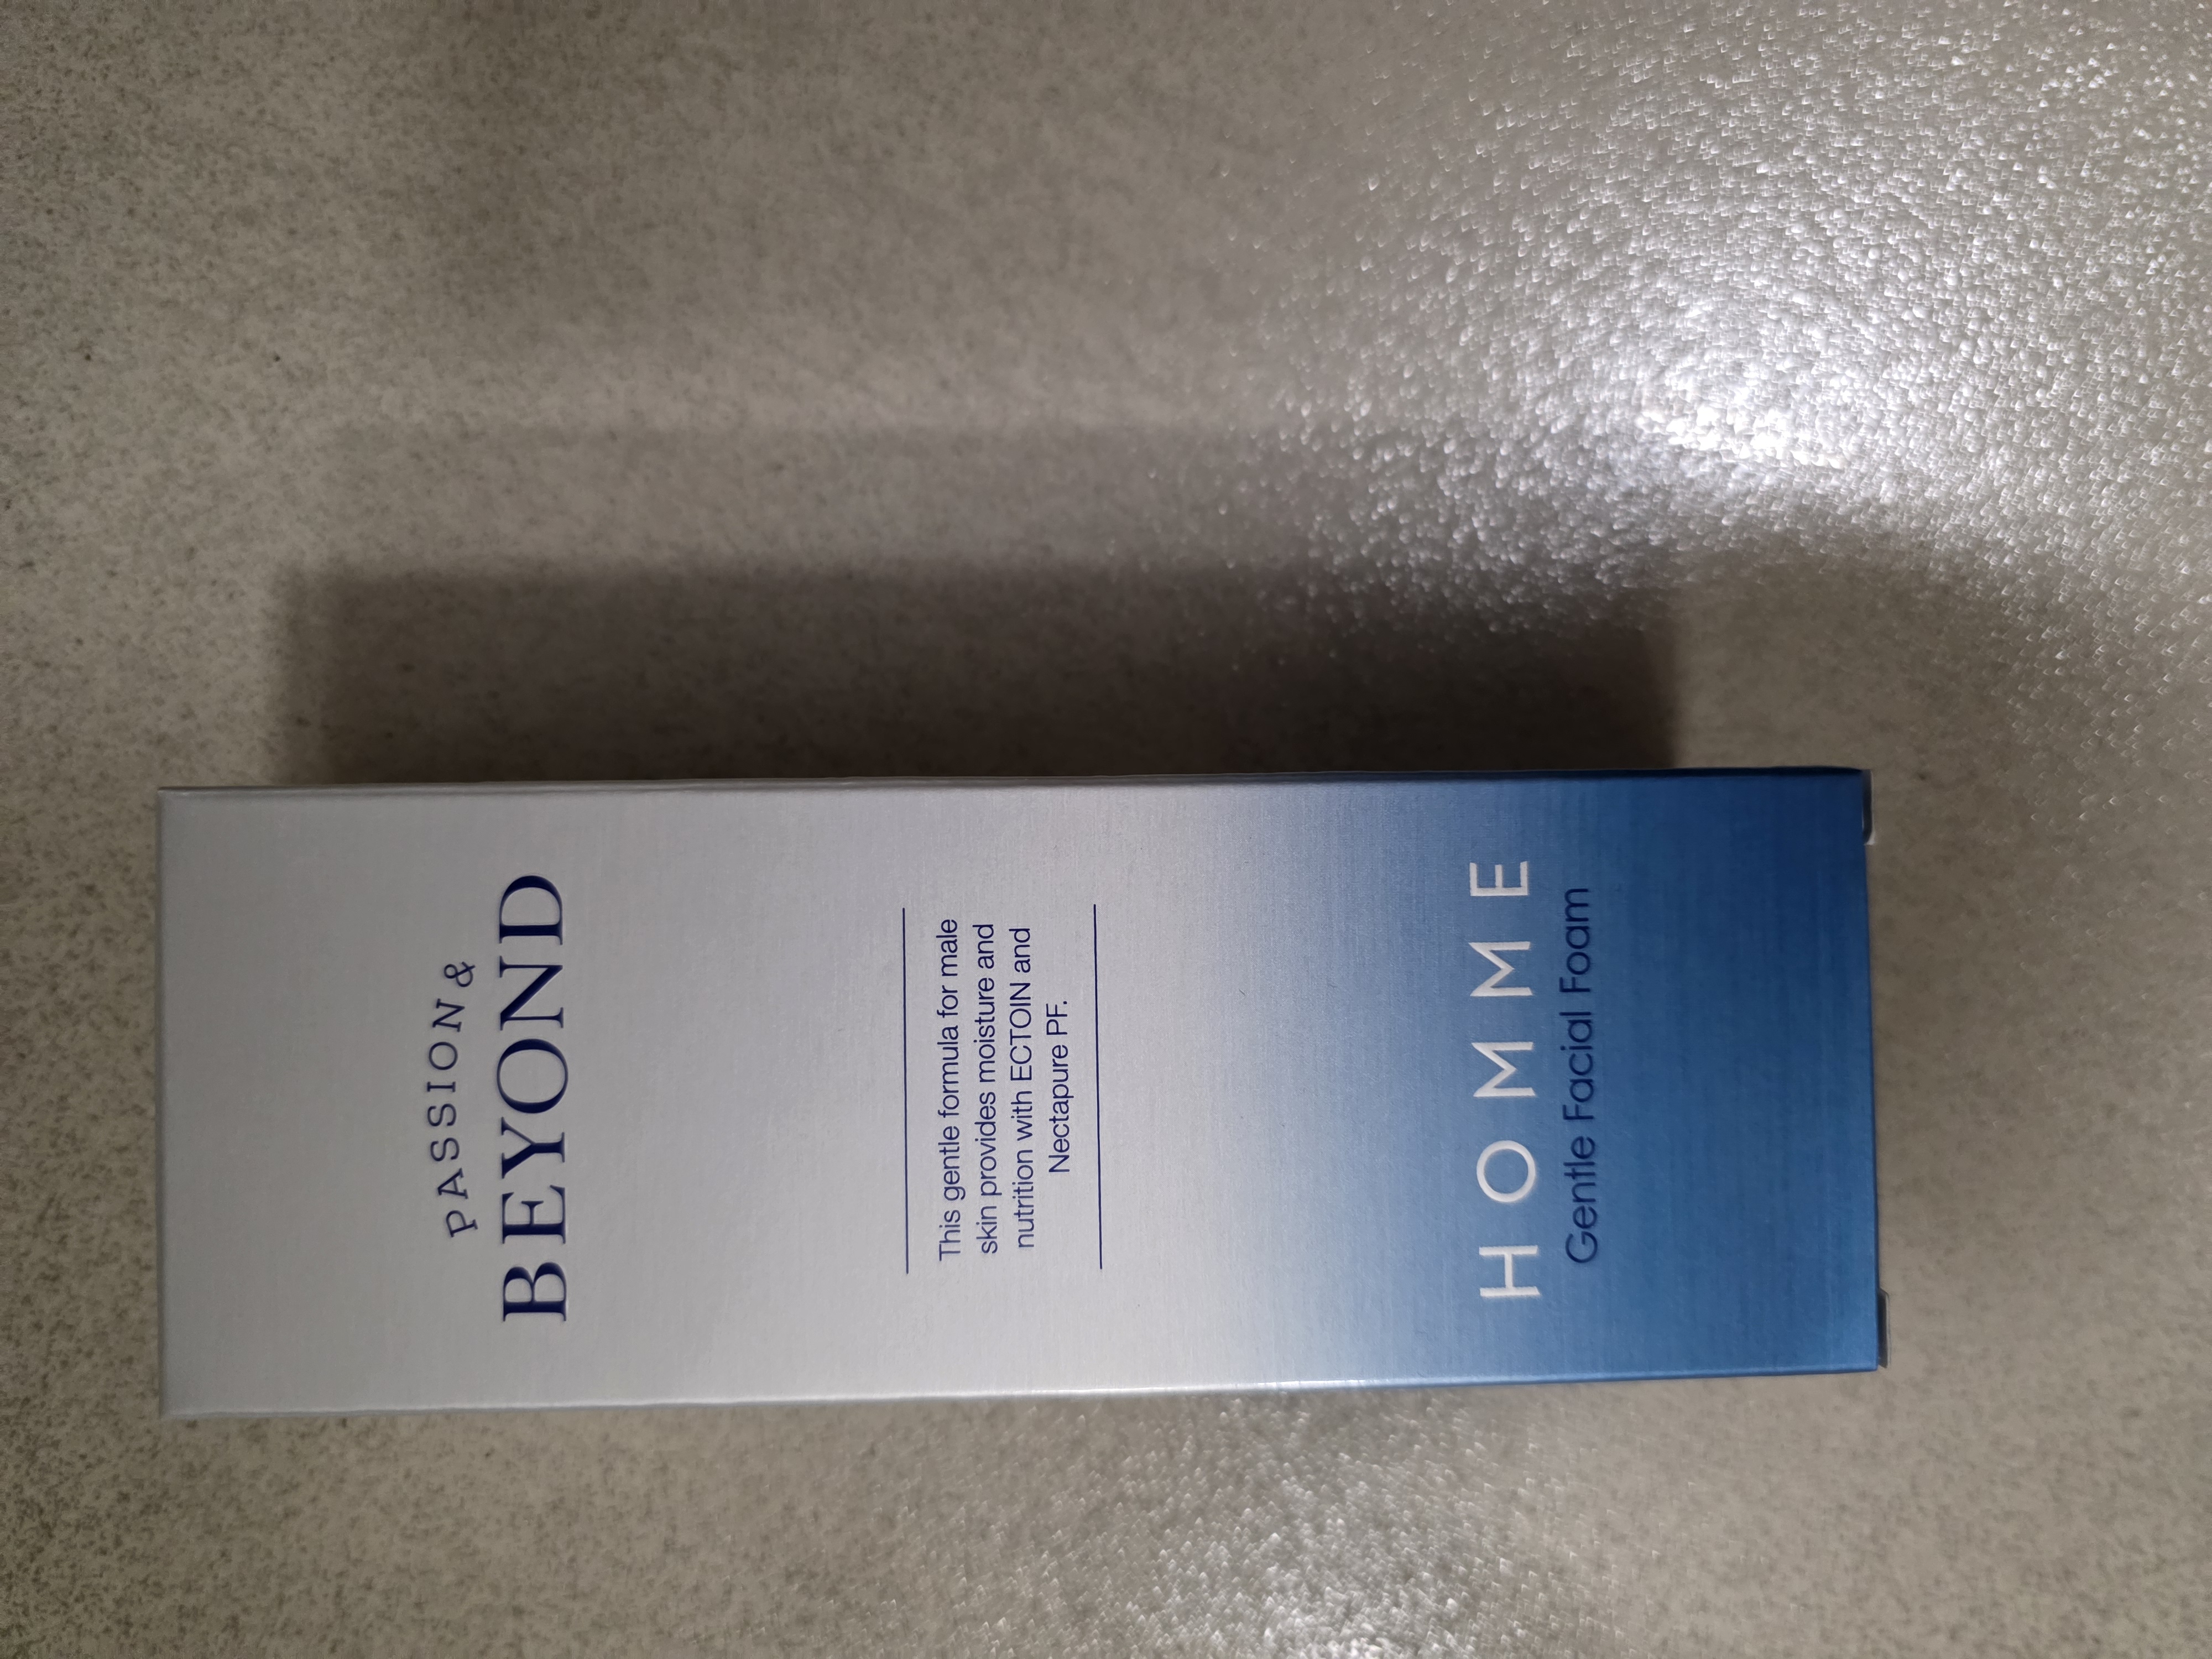 PASSION &
BEYOND
This gentle formula for male
skin provides moisture and
nutrition with ECTOIN and
Nectapure PF.
HOMME
Gentle Facial Foam